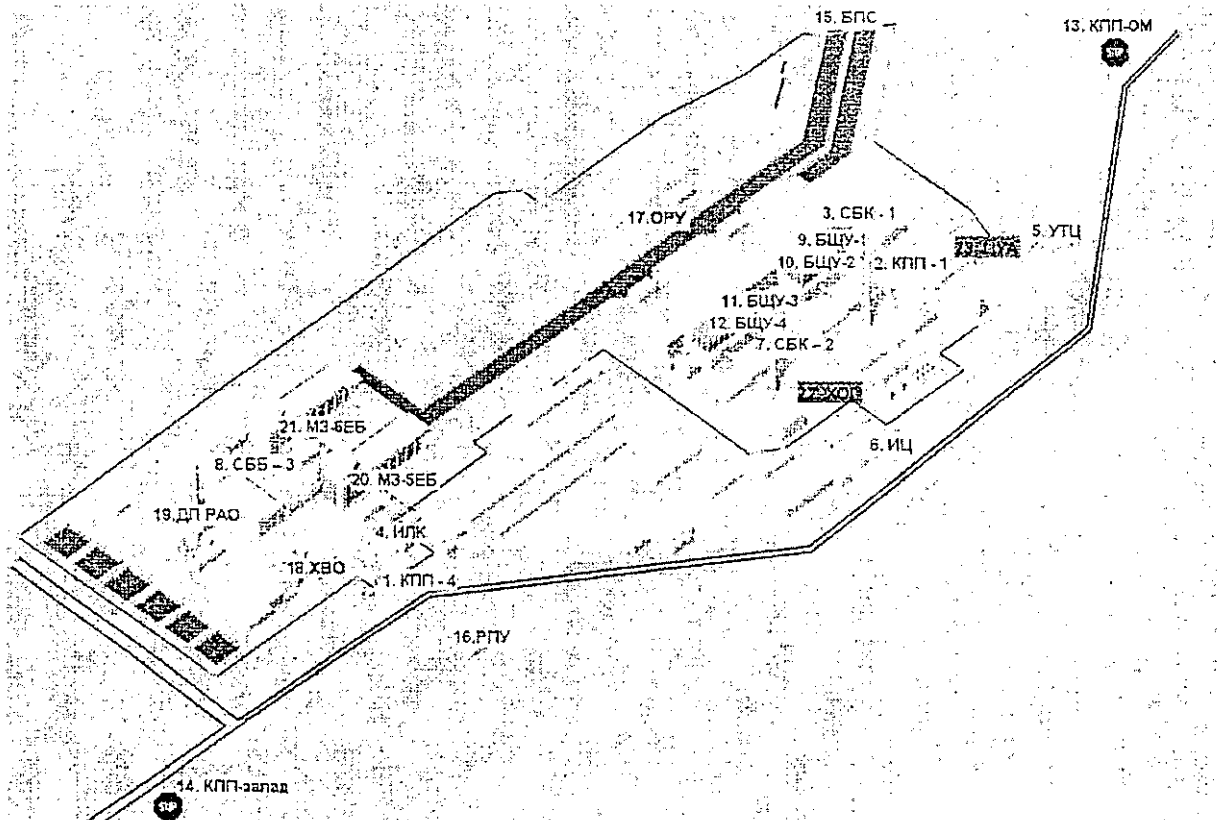 15. БПС
13. КПП-ОМ
STOP
17.ОРУ
3. СБК - 1
5. УТЦ
9. БЩУ-1
10. БЩУ-2
2. КПП - 1
11. БЩУ-3
12. БЩУ-4
7. СБК – 2
6. ИЦ
21. МЗ-6ЕБ
8. СББ – 3
20. МЗ-5ЕБ
19.ДП РАО
4. ИЛК
18.ХВО
1. КПП - 4
16.РПУ
14. КПП-запад
STOP